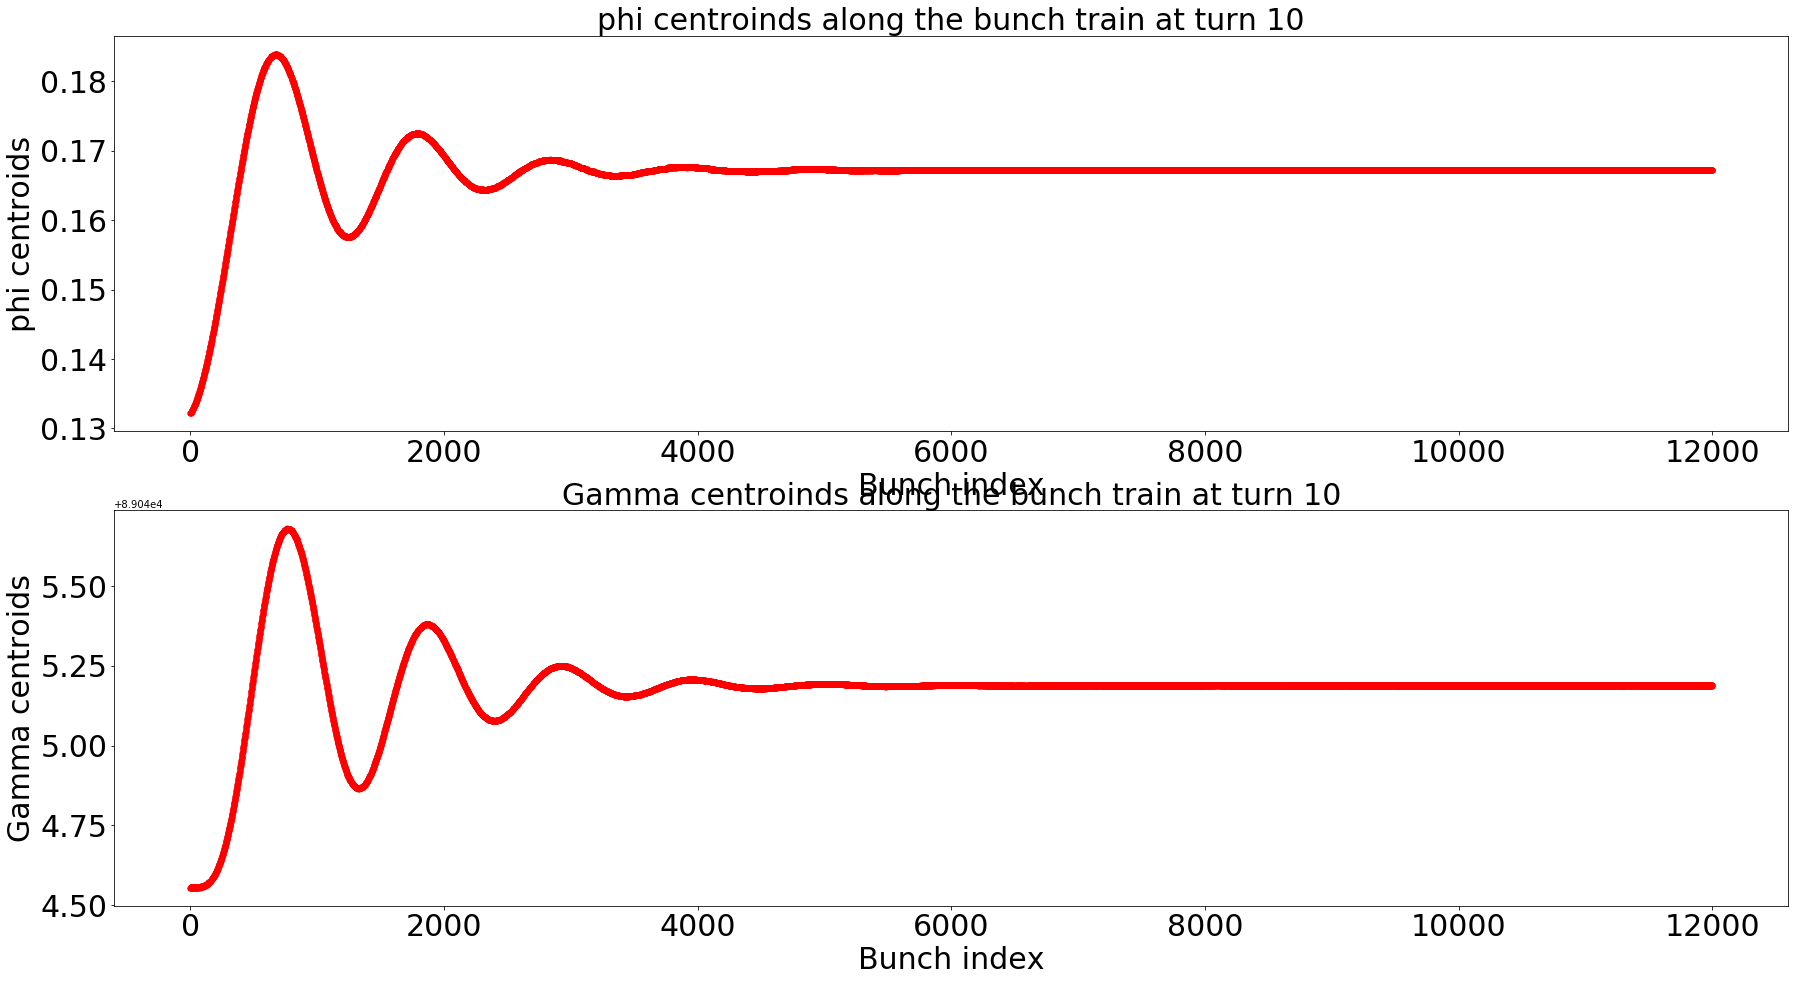 phi centroinds along the bunch train at turn 10
phi centroids
0.18
0.17
0.16
0.15
0.14
0.13
0 2000 4000 6000 8000 10000 12000
Bunch index
Gamma centroinds along the bunch train at turn 10
+8.904e4
Gamma centroids
5.50
5.25
5.00
4.75
4.50
0 2000 4000 6000 8000 10000 12000
Bunch index